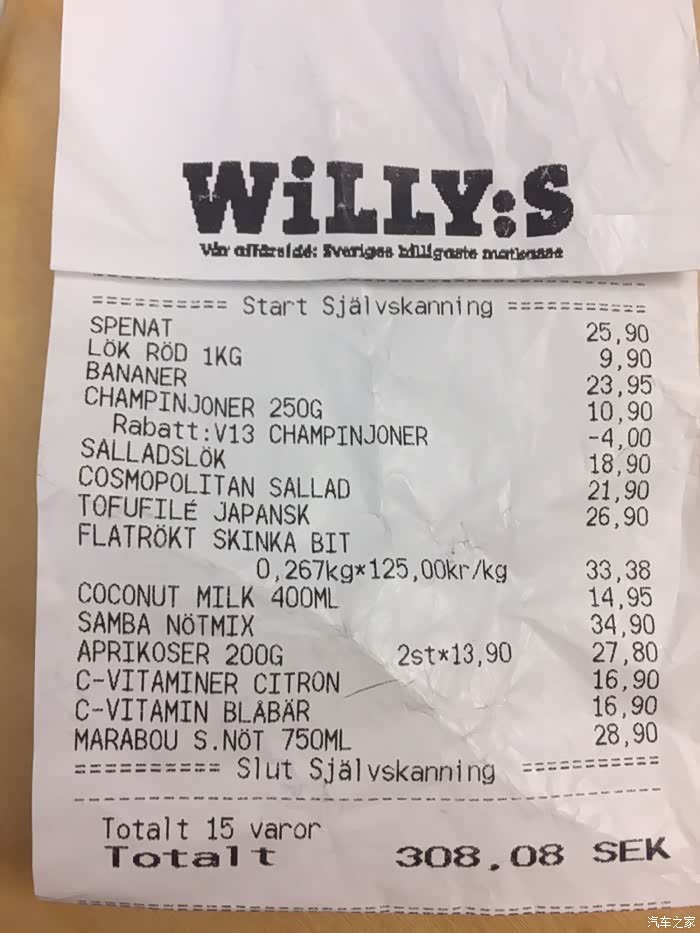 WiLLY:S
Vår affärsidé: Sveriges billigaste matkasse
========== Start Självskanning ==========
SPENAT 25,90
LÖK RÖD 1KG 9,90
BANANER 23,95
CHAMPINJONER 250G 10,90
Rabatt:V13 CHAMPINJONER -4,00
SALLADSLÖK 18,90
COSMOPOLITAN SALLAD 21,90
TOFUFILÉ JAPANSK 26,90
FLATRÖKT SKINKA BIT
0,267kg*125,00kr/kg 33,38
COCONUT MILK 400ML 14,95
SAMBA NÖTMIX 34,90
APRIKOSER 200G 2st*13,90 27,80
C-VITAMINER CITRON 16,90
C-VITAMIN BLÅBÄR 16,90
MARABOU S.NÖT 750ML 28,90
========== Slut Självskanning ==========
Totalt 15 varor
Totalt 308,08 SEK
汽车之家